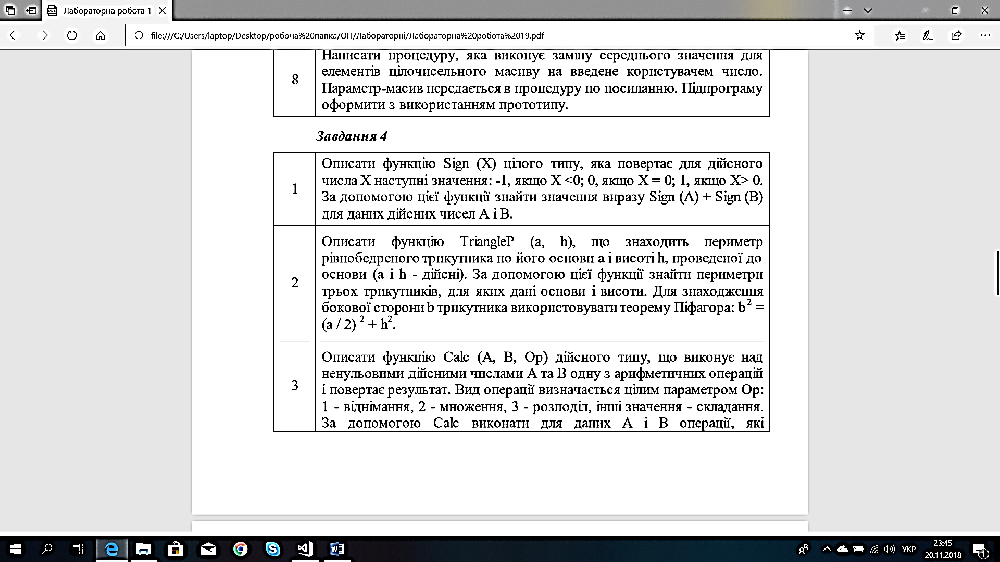 Лабораторна робота 1
file:///C:/Users/laptop/Desktop/робоча%20папка/ОП/Лабораторні/Лабораторна%20робота%2019.pdf
8
Написати процедуру, яка виконує заміну середнього значення для
елементів цілочисельного масиву на введене користувачем число.
Параметр-масив передається в процедуру по посиланню. Підпрограму
оформити з використанням прототипу.
Завдання 4
1
Описати функцію Sign (X) цілого типу, яка повертає для дійсного
числа X наступні значення: -1, якщо X <0; 0, якщо X = 0; 1, якщо X> 0.
За допомогою цієї функції знайти значення виразу Sign (A) + Sign (B)
для даних дійсних чисел A і B.
2
Описати функцію TriangleP (a, h), що знаходить периметр
рівнобедреного трикутника по його основи a і висоті h, проведеної до
основи (a і h - дійсні). За допомогою цієї функції знайти периметри
трьох трикутників, для яких дані основи і висоти. Для знаходження
бокової сторони b трикутника використовувати теорему Піфагора: b² =
(a / 2) ² + h².
3
Описати функцію Calc (A, B, Op) дійсного типу, що виконує над
ненульовими дійсними числами A та B одну з арифметичних операцій
і повертає результат. Вид операції визначається цілим параметром Op:
1 - віднімання, 2 - множення, 3 - розподіл, інші значення - складання.
За допомогою Calc виконати для даних A і B операції, які
УКР
23:45
20.11.2018
1